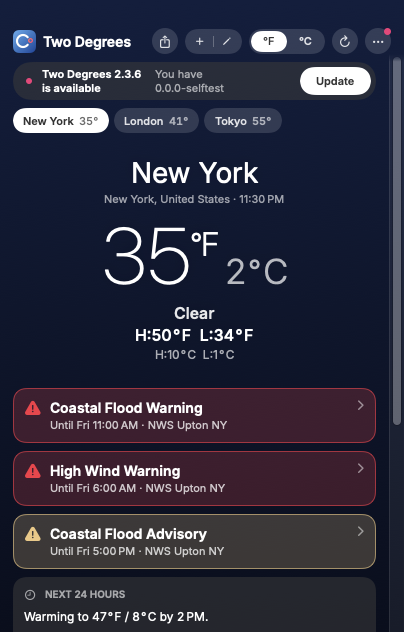 Two Degrees
+
°F
°C
Two Degrees 2.3.6
is available
You have
0.0.0-selftest
Update
New York 35°
London 41°
Tokyo 55°
New York
New York, United States · 11:30 PM
35°F 2°C
Clear
H:50°F L:34°F
H:10°C L:1°C
Coastal Flood Warning
Until Fri 11:00 AM · NWS Upton NY
High Wind Warning
Until Fri 6:00 AM · NWS Upton NY
Coastal Flood Advisory
Until Fri 5:00 PM · NWS Upton NY
NEXT 24 HOURS
Warming to 47°F / 8°C by 2 PM.